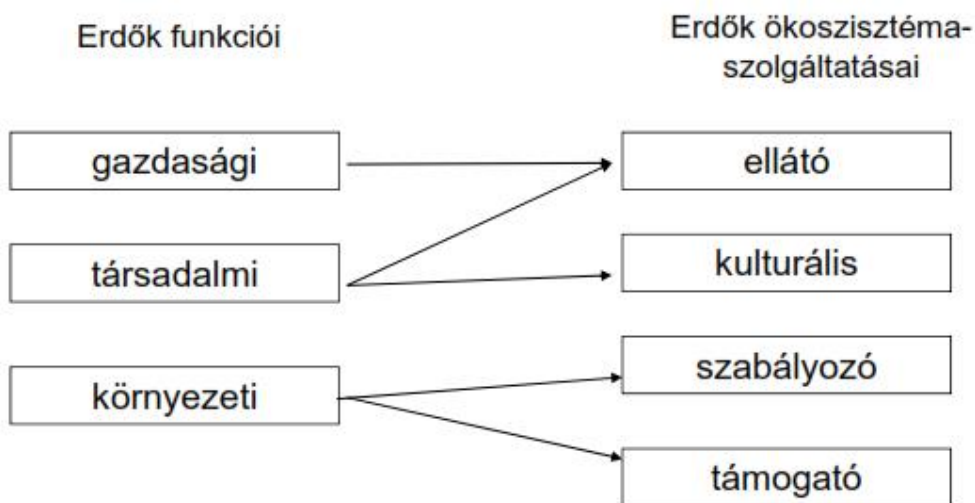 Erdők funkciói
Erdők ökoszisztéma-
szolgáltatásai
gazdasági
ellátó
társadalmi
kulturális
környezeti
szabályozó
támogató